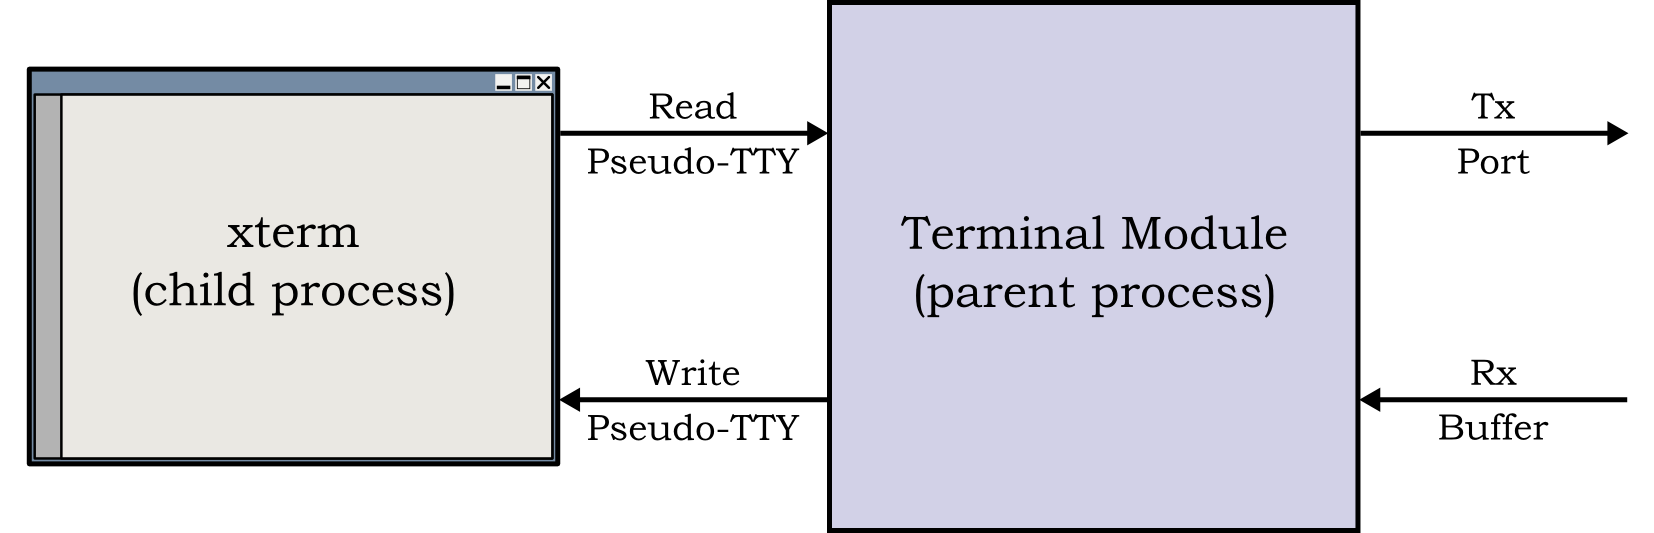 xterm
(child process)
Read
Pseudo-TTY
Write
Pseudo-TTY
Terminal Module
(parent process)
Tx
Port
Rx
Buffer